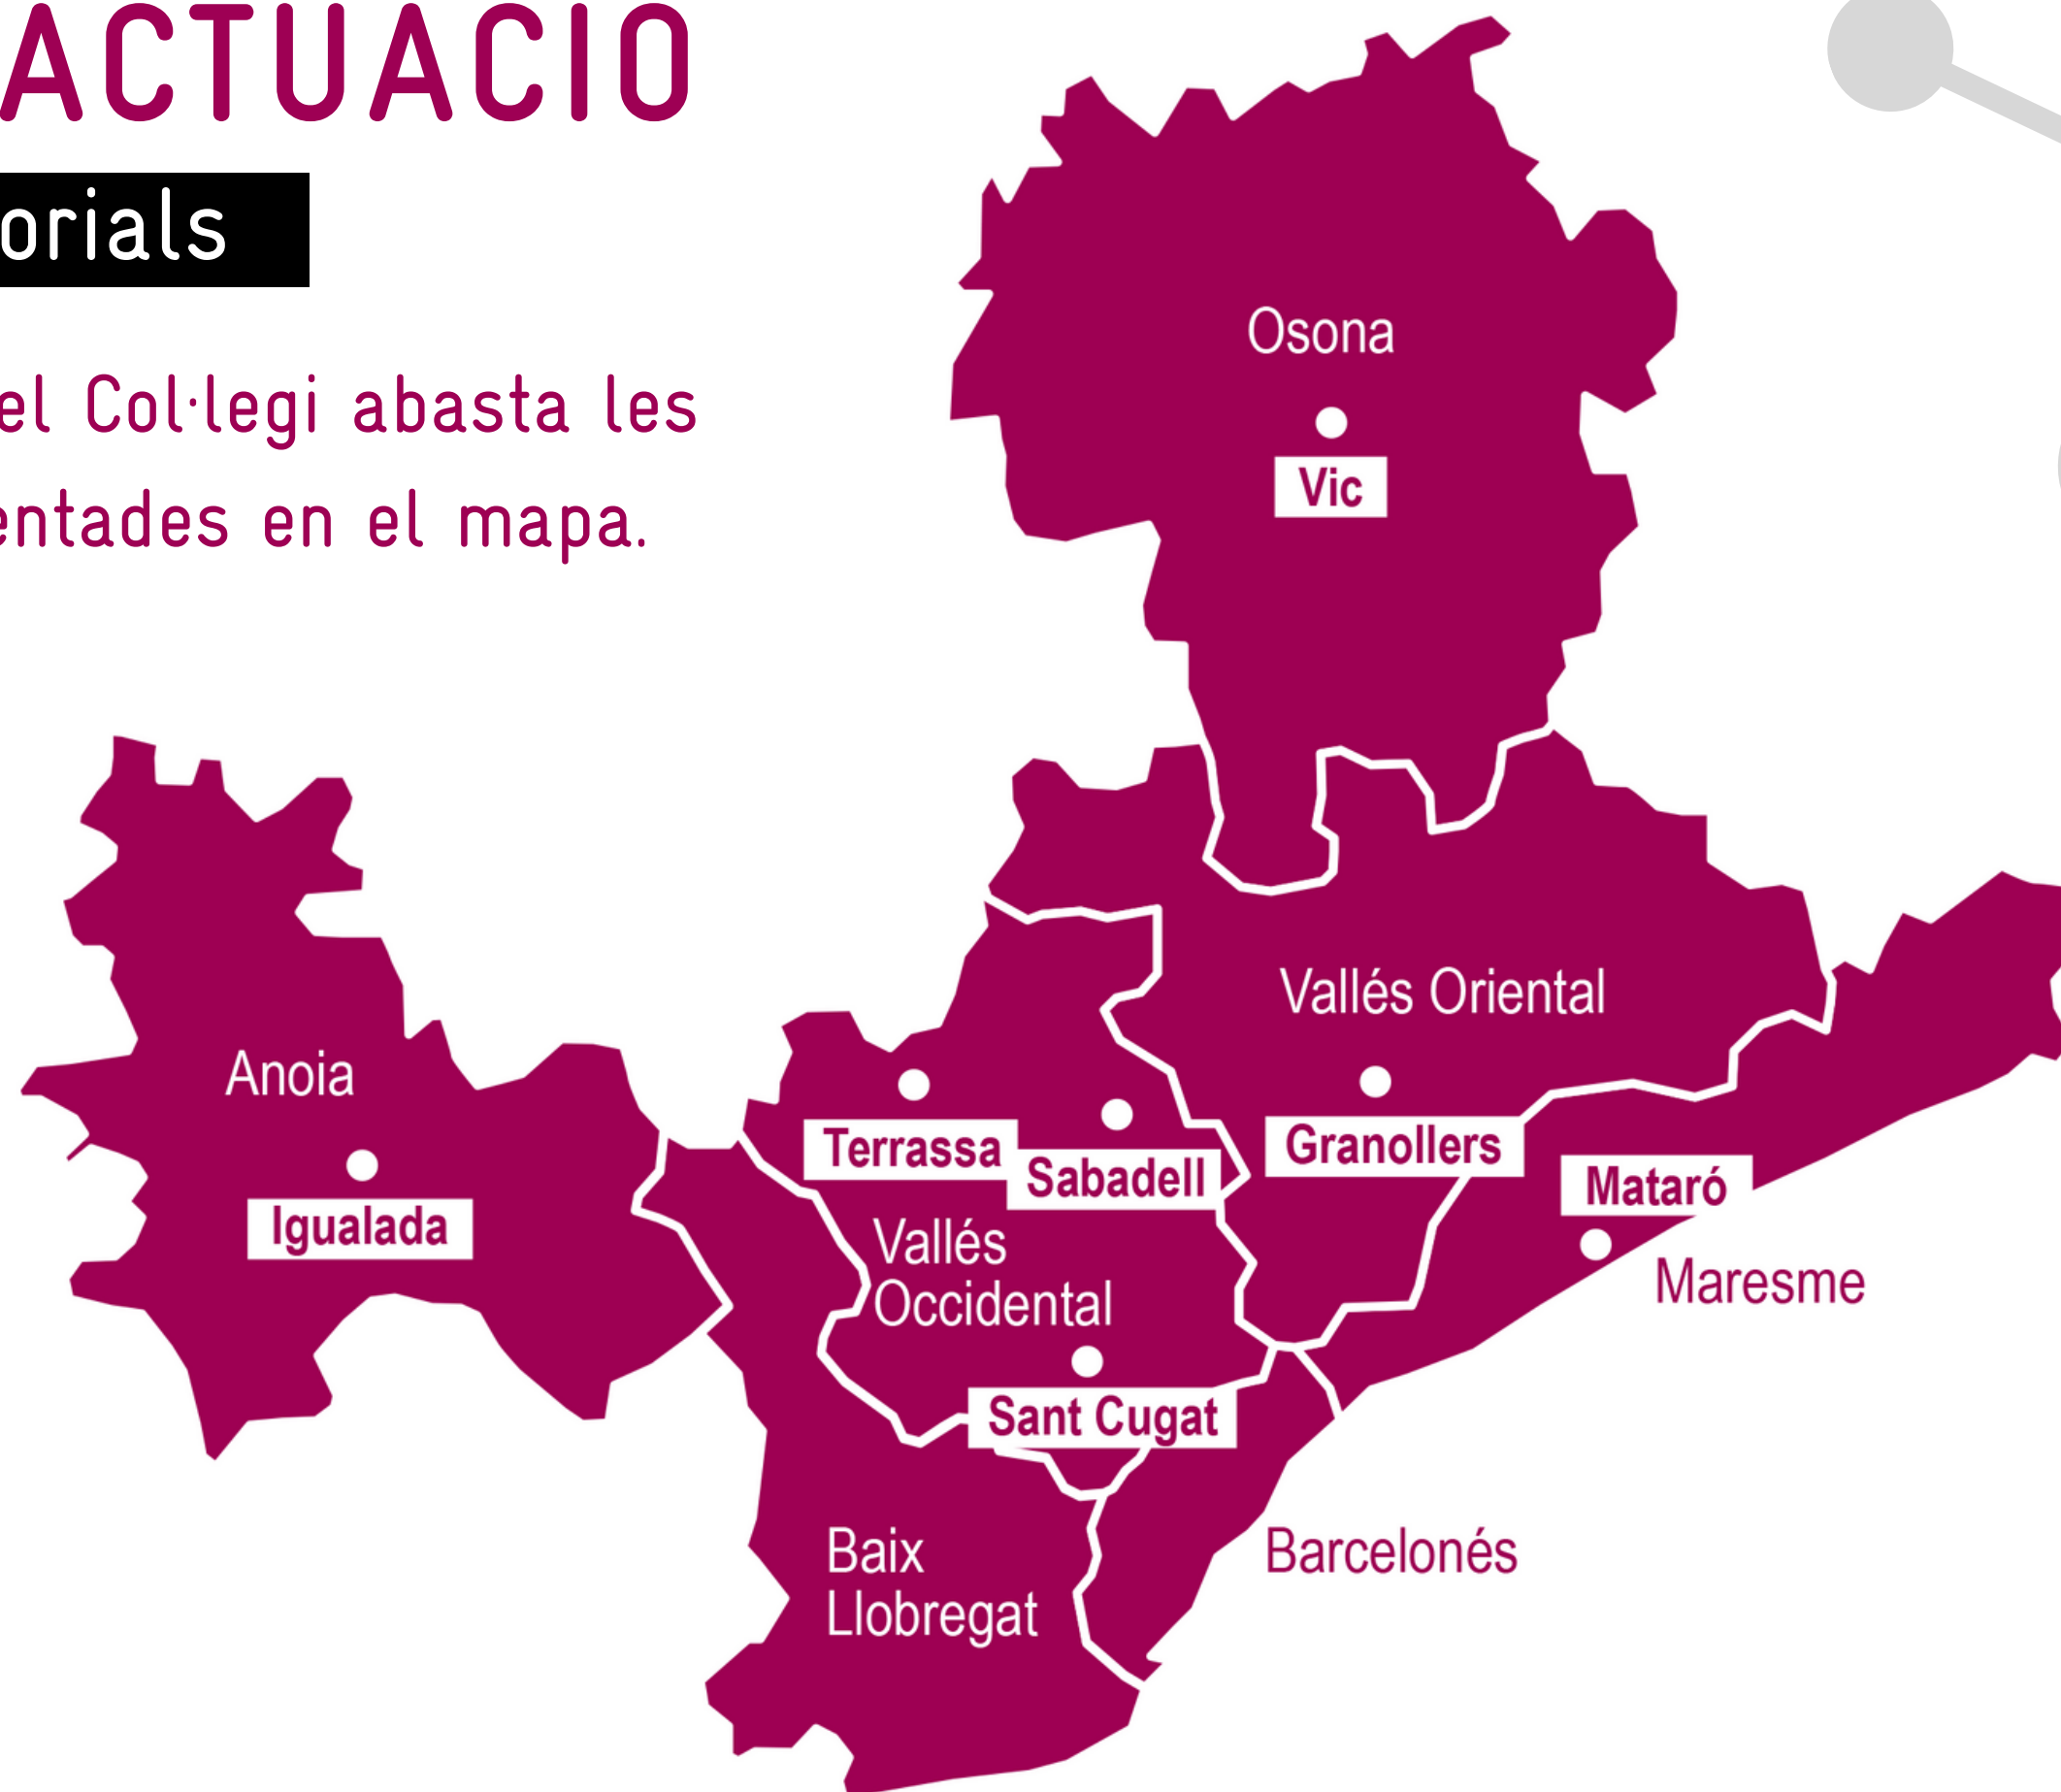 ACTUACIO
orials
el Col·legi abasta les
entades en el mapa.
Osona
Vic
Vallés Oriental
Anoia
Terrassa
Granollers
Sabadell
Mataró
Igualada
Vallés
Occidental
Maresme
Sant Cugat
Baix
Llobregat
Barcelonés